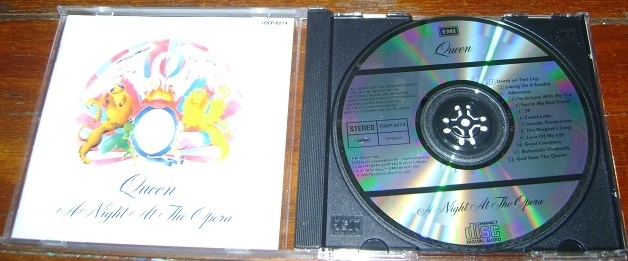 TOCP-8274
Queen
A Night At The Opera
EMI
Queen
STEREO
TOCP-8274
Death on Two Legs
Lazing On A Sunday
Afternoon
I'm In Love With My Car
You're My Best Friend
'39
Sweet Lady
Seaside Rendezvous
The Prophet's Song
Love Of My Life
Good Company
Bohemian Rhapsody
God Save The Queen
A Night At The Opera
COMPACT
disc
DIGITAL AUDIO